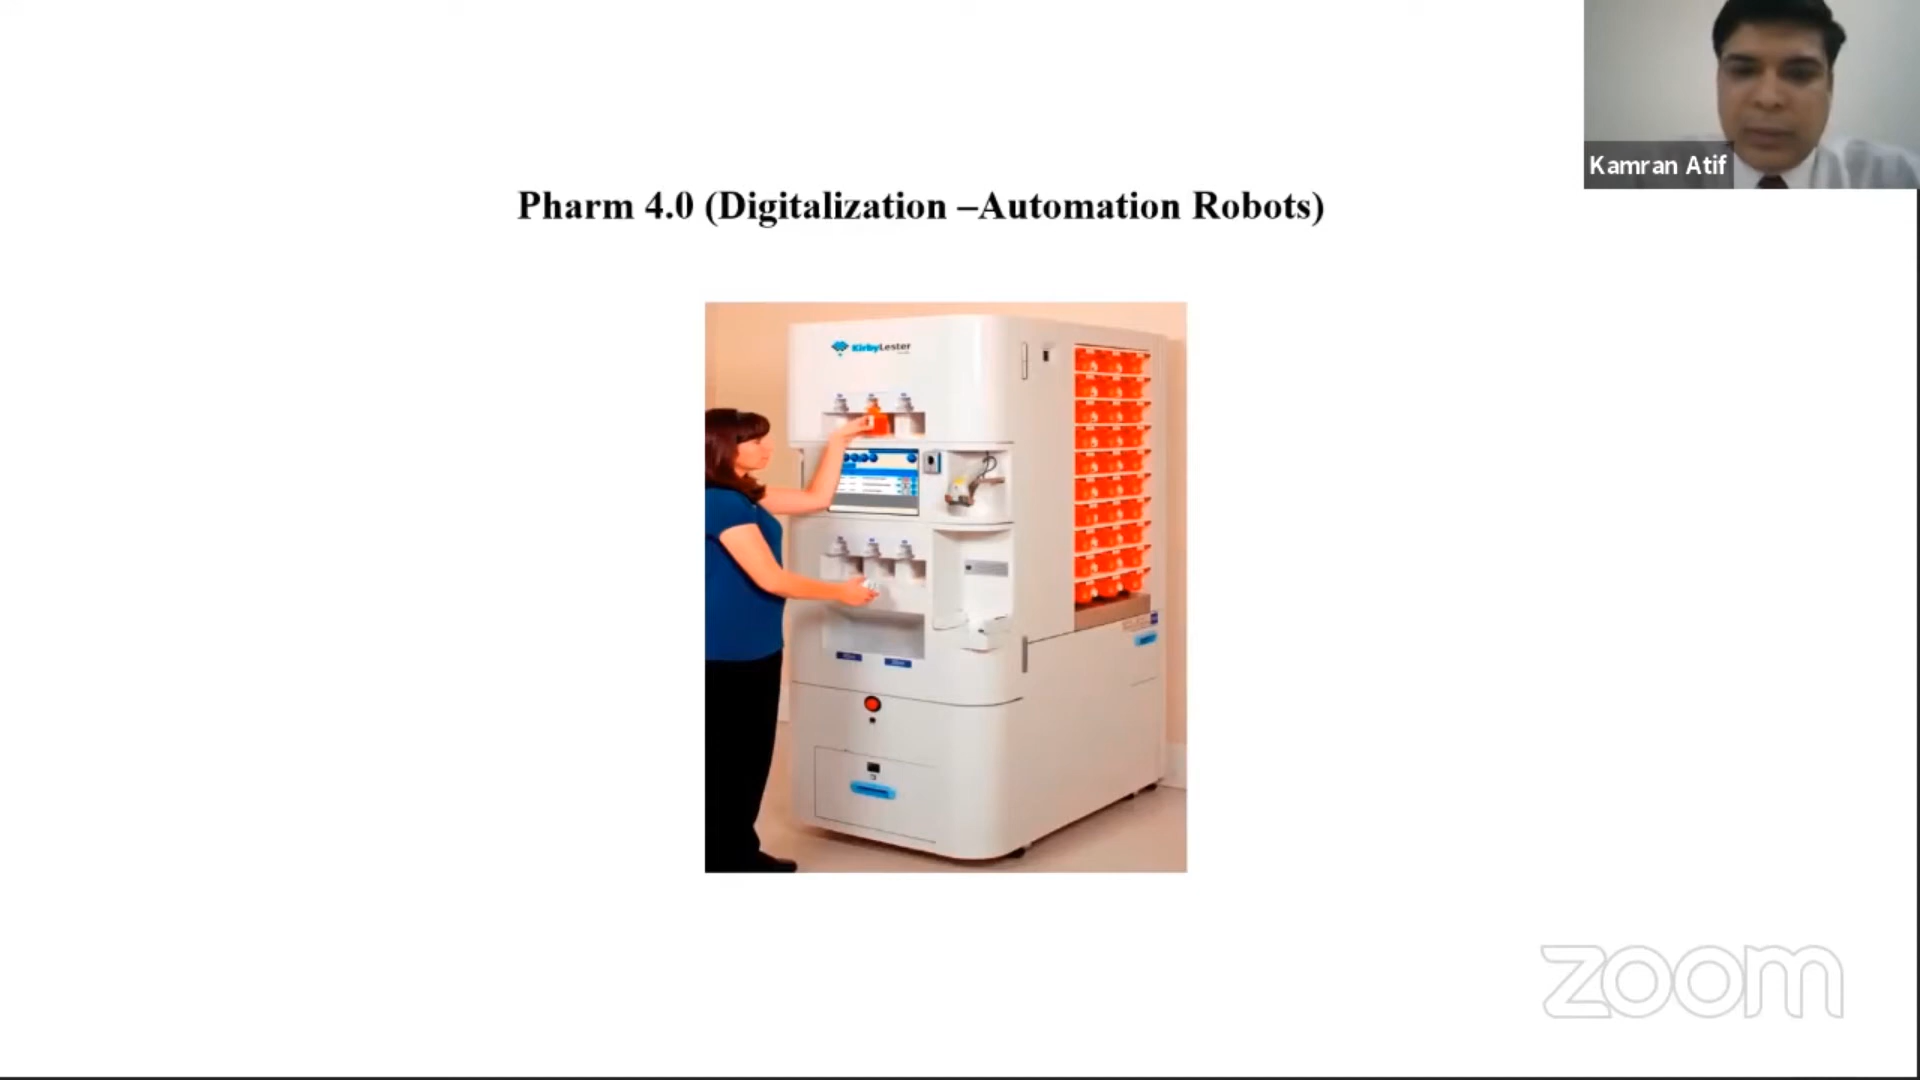 Kamran Atif
Pharm 4.0 (Digitalization –Automation Robots)
KirbyLester
zoom